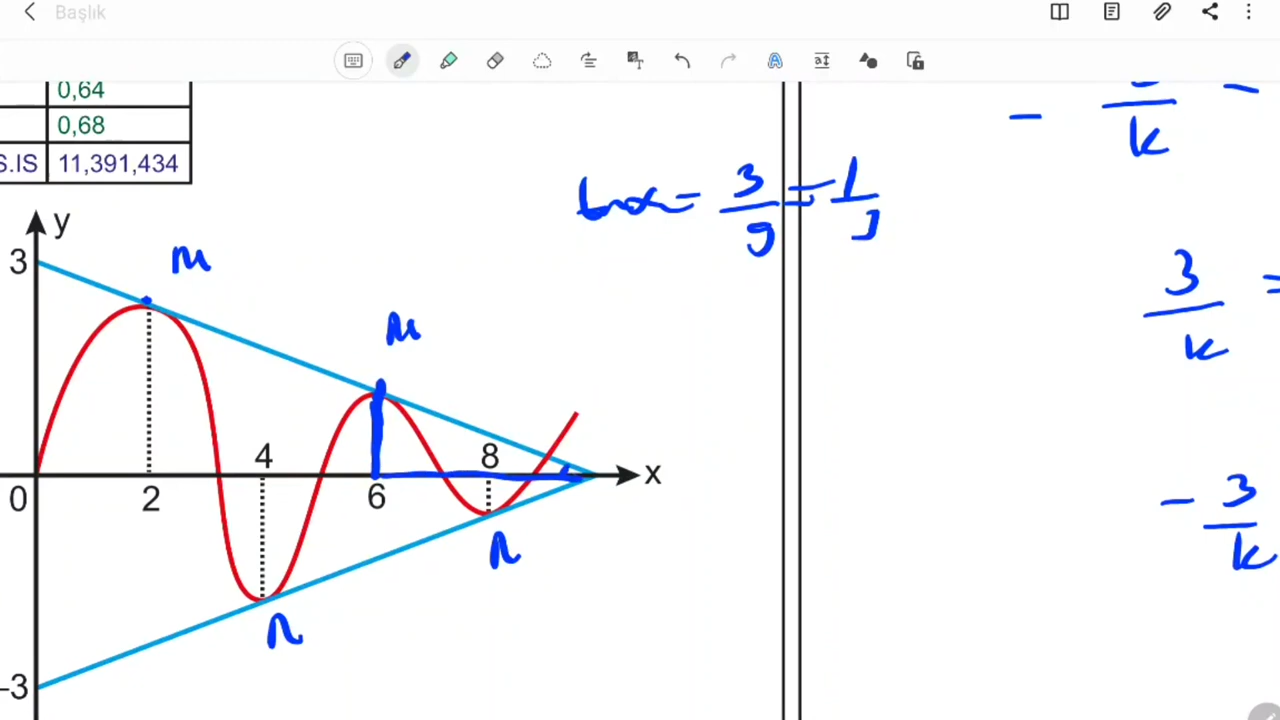 Başlık
0,64
0,68
S.IS 11,391,434
- k
tanα = 3/9 = 1/3
y
3
M
M
3/k =
4
8
x
0
2
6
- 3/k
n
n
-3